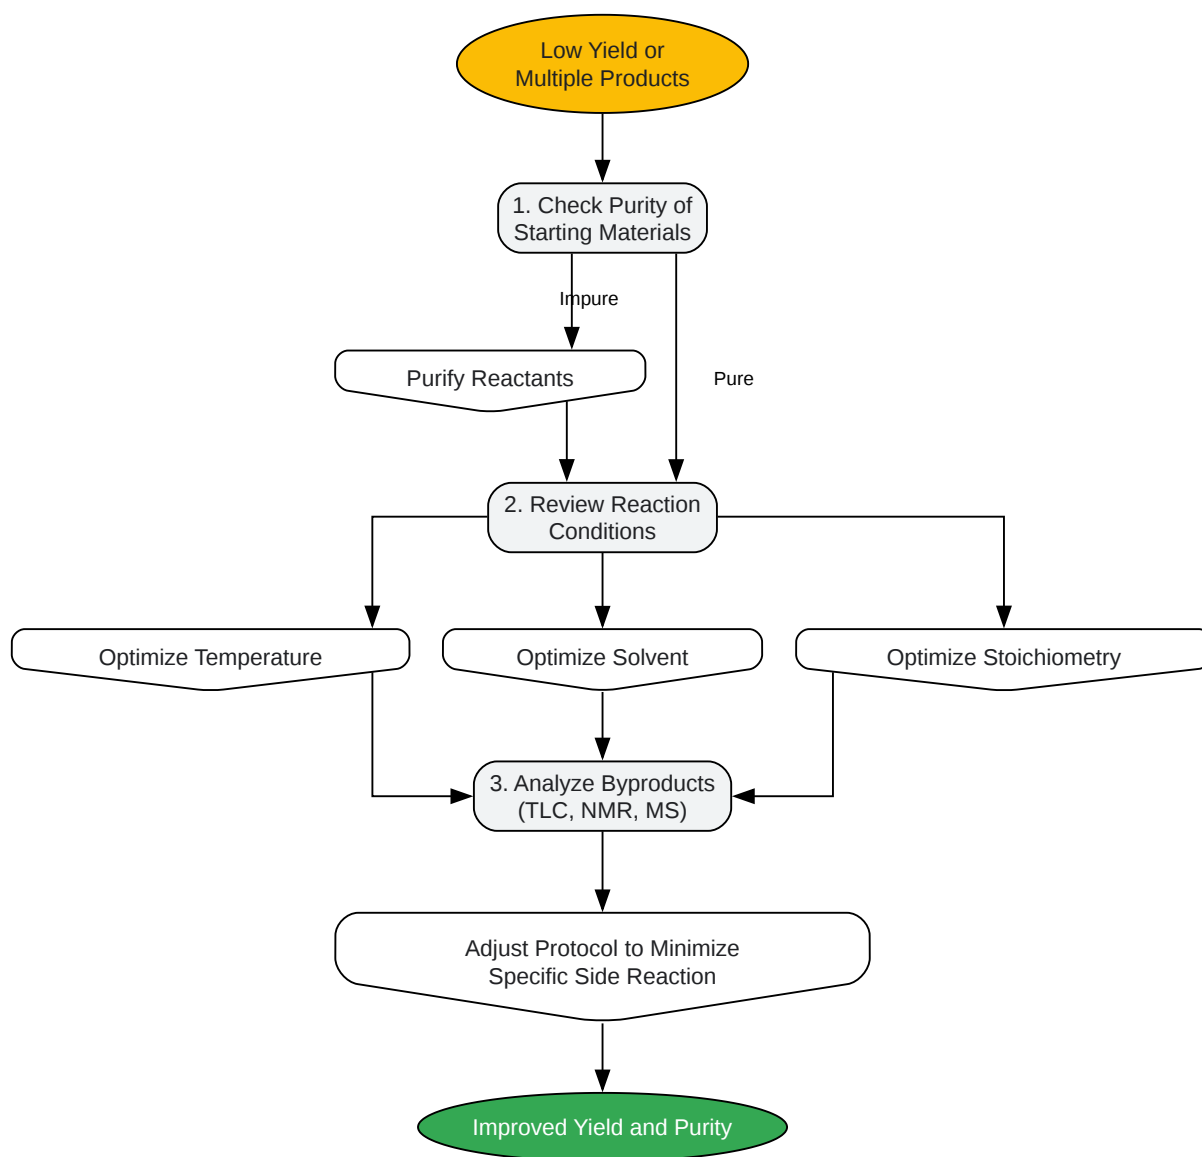 Low Yield or
Multiple Products
1. Check Purity of
Starting Materials
Impure
Purify Reactants
Pure
2. Review Reaction
Conditions
Optimize Temperature
Optimize Solvent
Optimize Stoichiometry
3. Analyze Byproducts
(TLC, NMR, MS)
Adjust Protocol to Minimize
Specific Side Reaction
Improved Yield and Purity